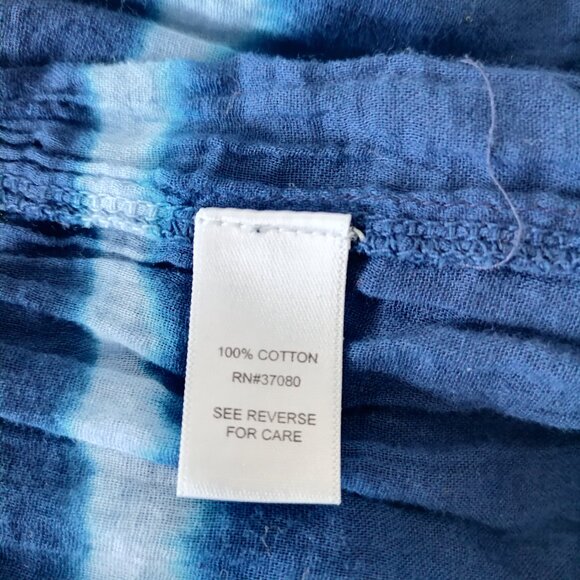 100% COTTON
RN#37080
SEE REVERSE
FOR CARE